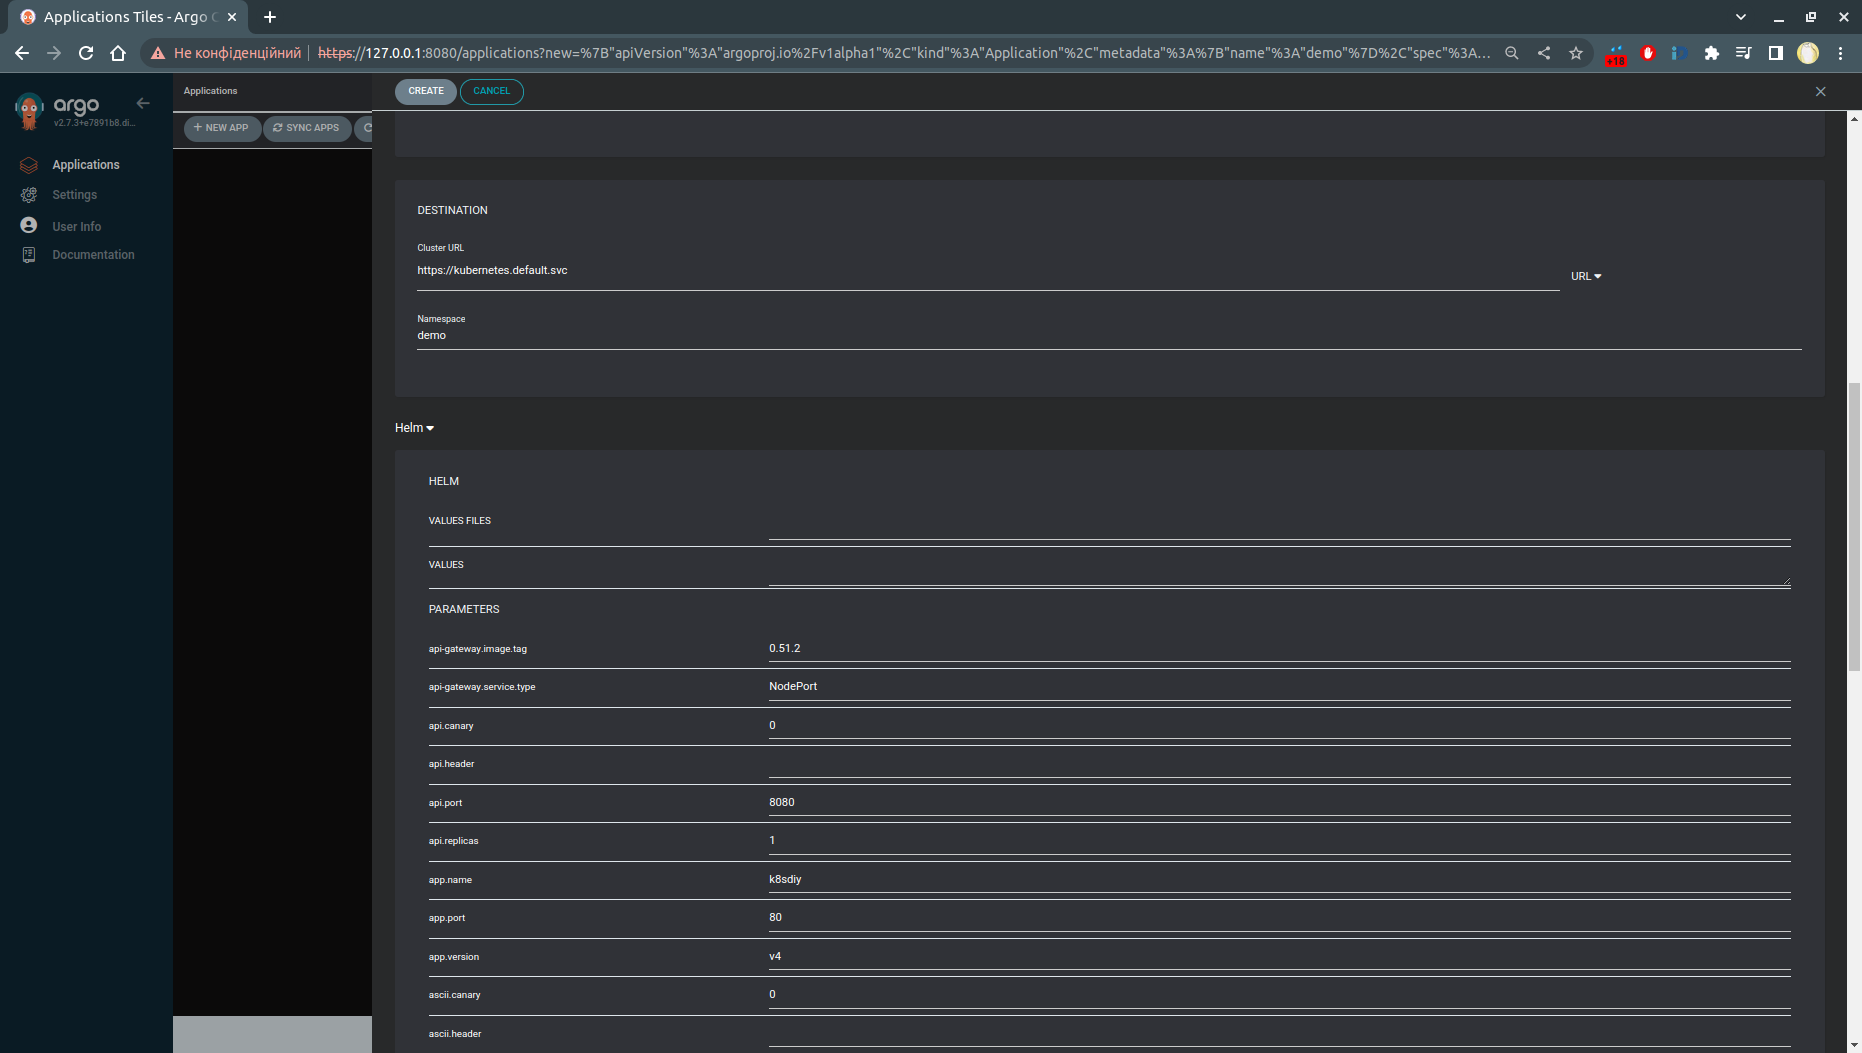 Applications Tiles - Argo C
Не конфіденційний
https://127.0.0.1:8080/applications?new=%7B"apiVersion"%3A"argoproj.io%2Fv1alpha1"%2C"kind"%3A"Application"%2C"metadata"%3A%7B"name"%3A"demo"%7D%2C"spec"%3A...
+18
argo
v2.7.3+e7891b8.di...
Applications
Settings
User Info
Documentation
Applications
+ NEW APP
SYNC APPS
CREATE
CANCEL
DESTINATION
Cluster URL
https://kubernetes.default.svc
URL
Namespace
demo
Helm
HELM
VALUES FILES
VALUES
PARAMETERS
api-gateway.image.tag 0.51.2
api-gateway.service.type NodePort
api.canary 0
api.header
api.port 8080
api.replicas 1
app.name k8sdiy
app.port 80
app.version v4
ascii.canary 0
ascii.header